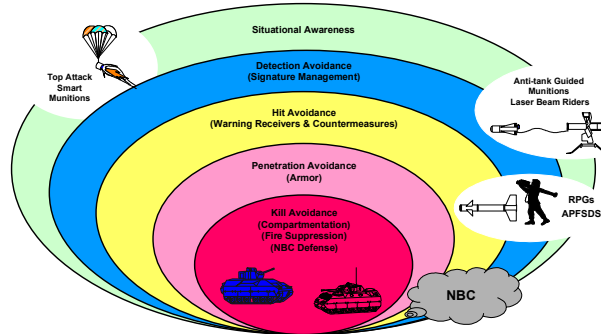 Situational Awareness
Top Attack
Smart
Munitions
Detection Avoidance
(Signature Management)
Anti-tank Guided
Munitions
Laser Beam Riders
Hit Avoidance
(Warning Receivers & Countermeasures)
Penetration Avoidance
(Armor)
RPGs
APFSDS
Kill Avoidance
(Compartmentation)
(Fire Suppression)
(NBC Defense)
NBC